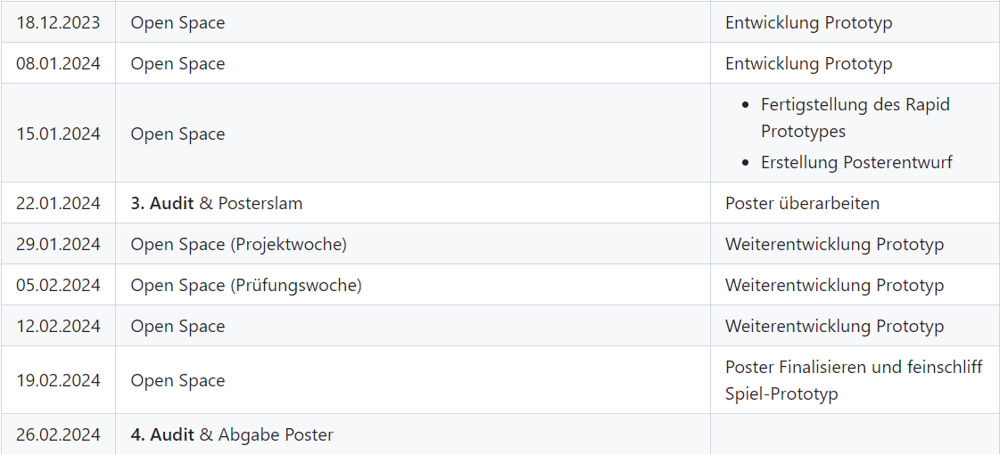 18.12.2023 Open Space Entwicklung Prototyp
08.01.2024 Open Space Entwicklung Prototyp
15.01.2024 Open Space • Fertigstellung des Rapid
Prototypes
• Erstellung Posterentwurf
22.01.2024 3. Audit & Posterslam Poster überarbeiten
29.01.2024 Open Space (Projektwoche) Weiterentwicklung Prototyp
05.02.2024 Open Space (Prüfungswoche) Weiterentwicklung Prototyp
12.02.2024 Open Space Weiterentwicklung Prototyp
19.02.2024 Open Space Poster Finalisieren und feinschliff
Spiel-Prototyp
26.02.2024 4. Audit & Abgabe Poster